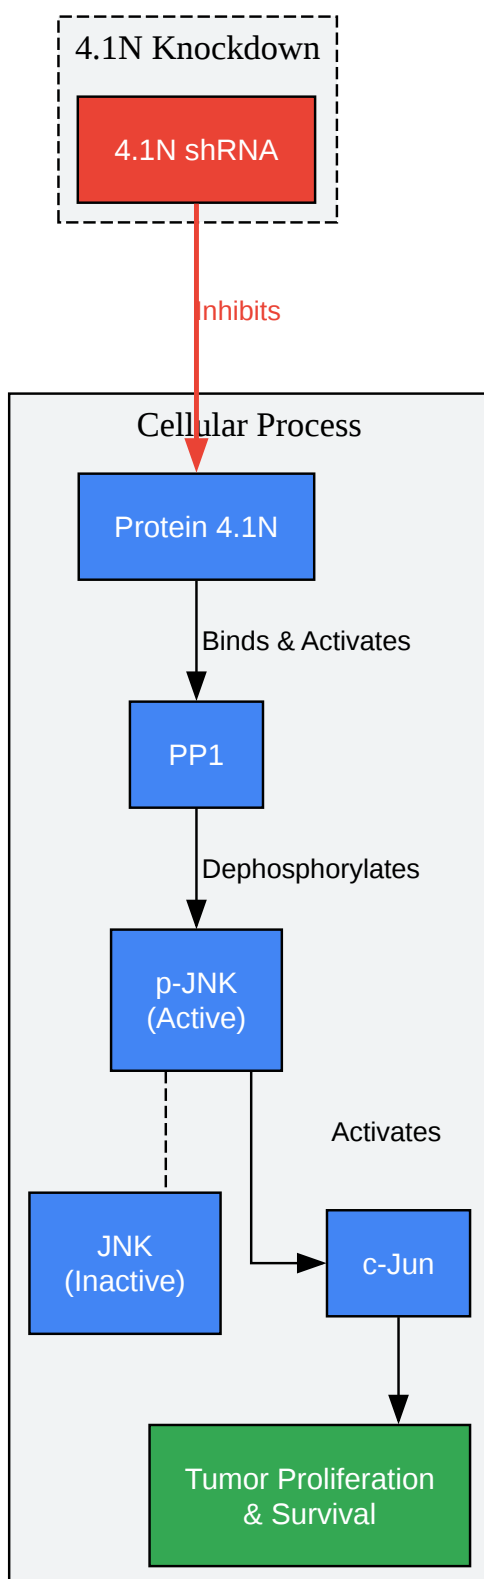 4.1N Knockdown
4.1N shRNA
Inhibits
Cellular Process
Protein 4.1N
Binds & Activates
PP1
Dephosphorylates
p-JNK
(Active)
Activates
JNK
(Inactive)
c-Jun
Tumor Proliferation
& Survival